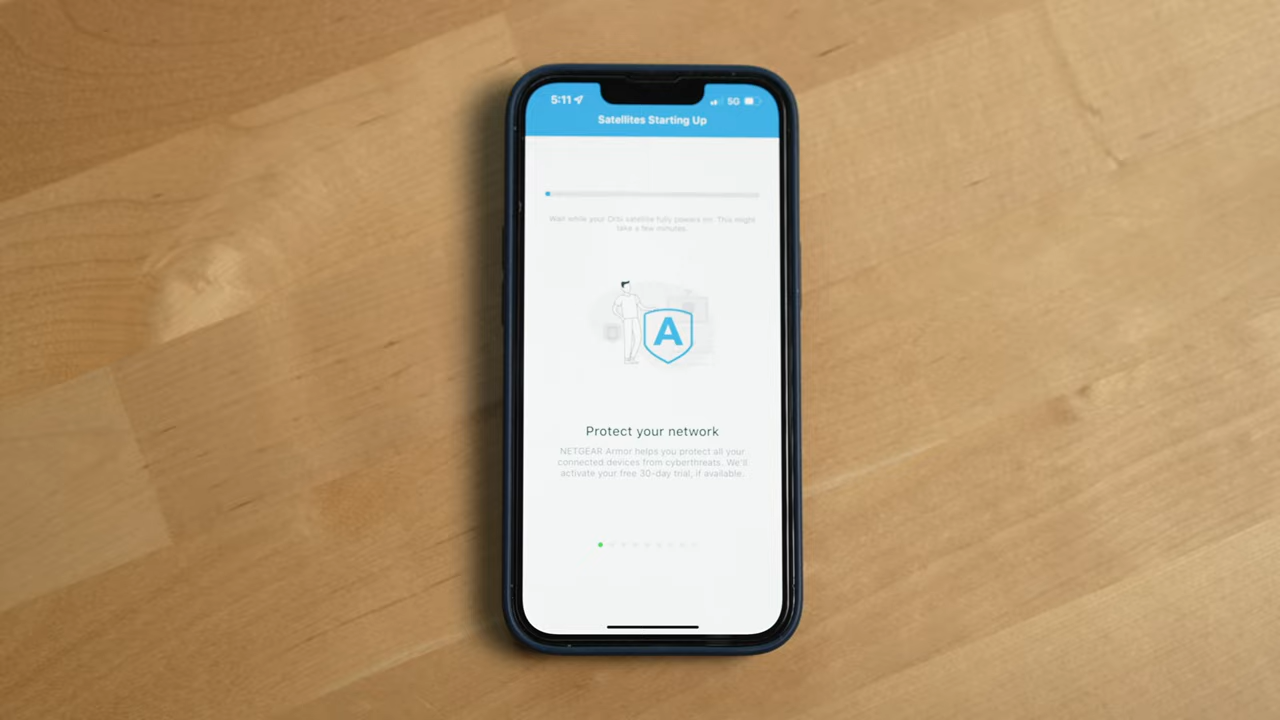 5:11
5G
Satellites Starting Up
Wait while your Orbi satellite fully powers on. This might
take a few minutes.
A
Protect your network
NETGEAR Armor helps you protect all your
connected devices from cyberthreats. We'll
activate your free 30-day trial, if available.